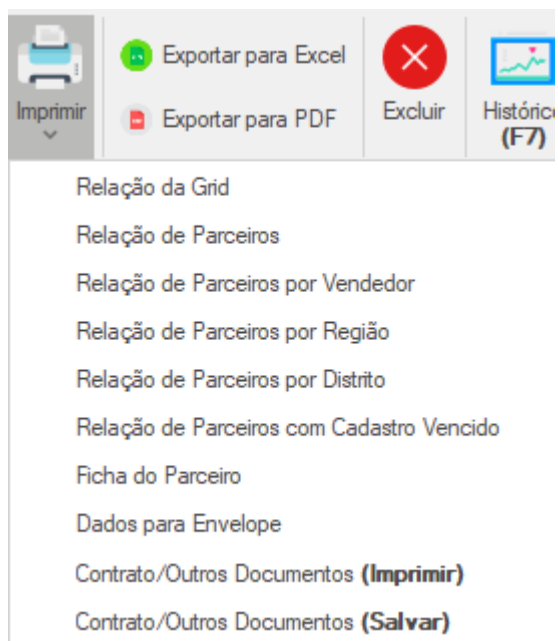 Imprimir
Exportar para Excel
Exportar para PDF
Excluir
Históric
(F7)
Relação da Grid
Relação de Parceiros
Relação de Parceiros por Vendedor
Relação de Parceiros por Região
Relação de Parceiros por Distrito
Relação de Parceiros com Cadastro Vencido
Ficha do Parceiro
Dados para Envelope
Contrato/Outros Documentos (Imprimir)
Contrato/Outros Documentos (Salvar)